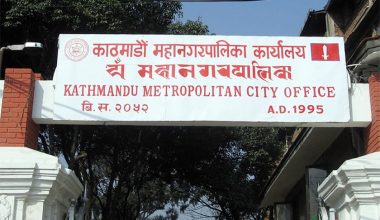 काठमाडौं महानगरपालिका कार्यालय
KATHMANDU METROPOLITAN CITY OFFICE
बि.स. २०५२ A.D.1995